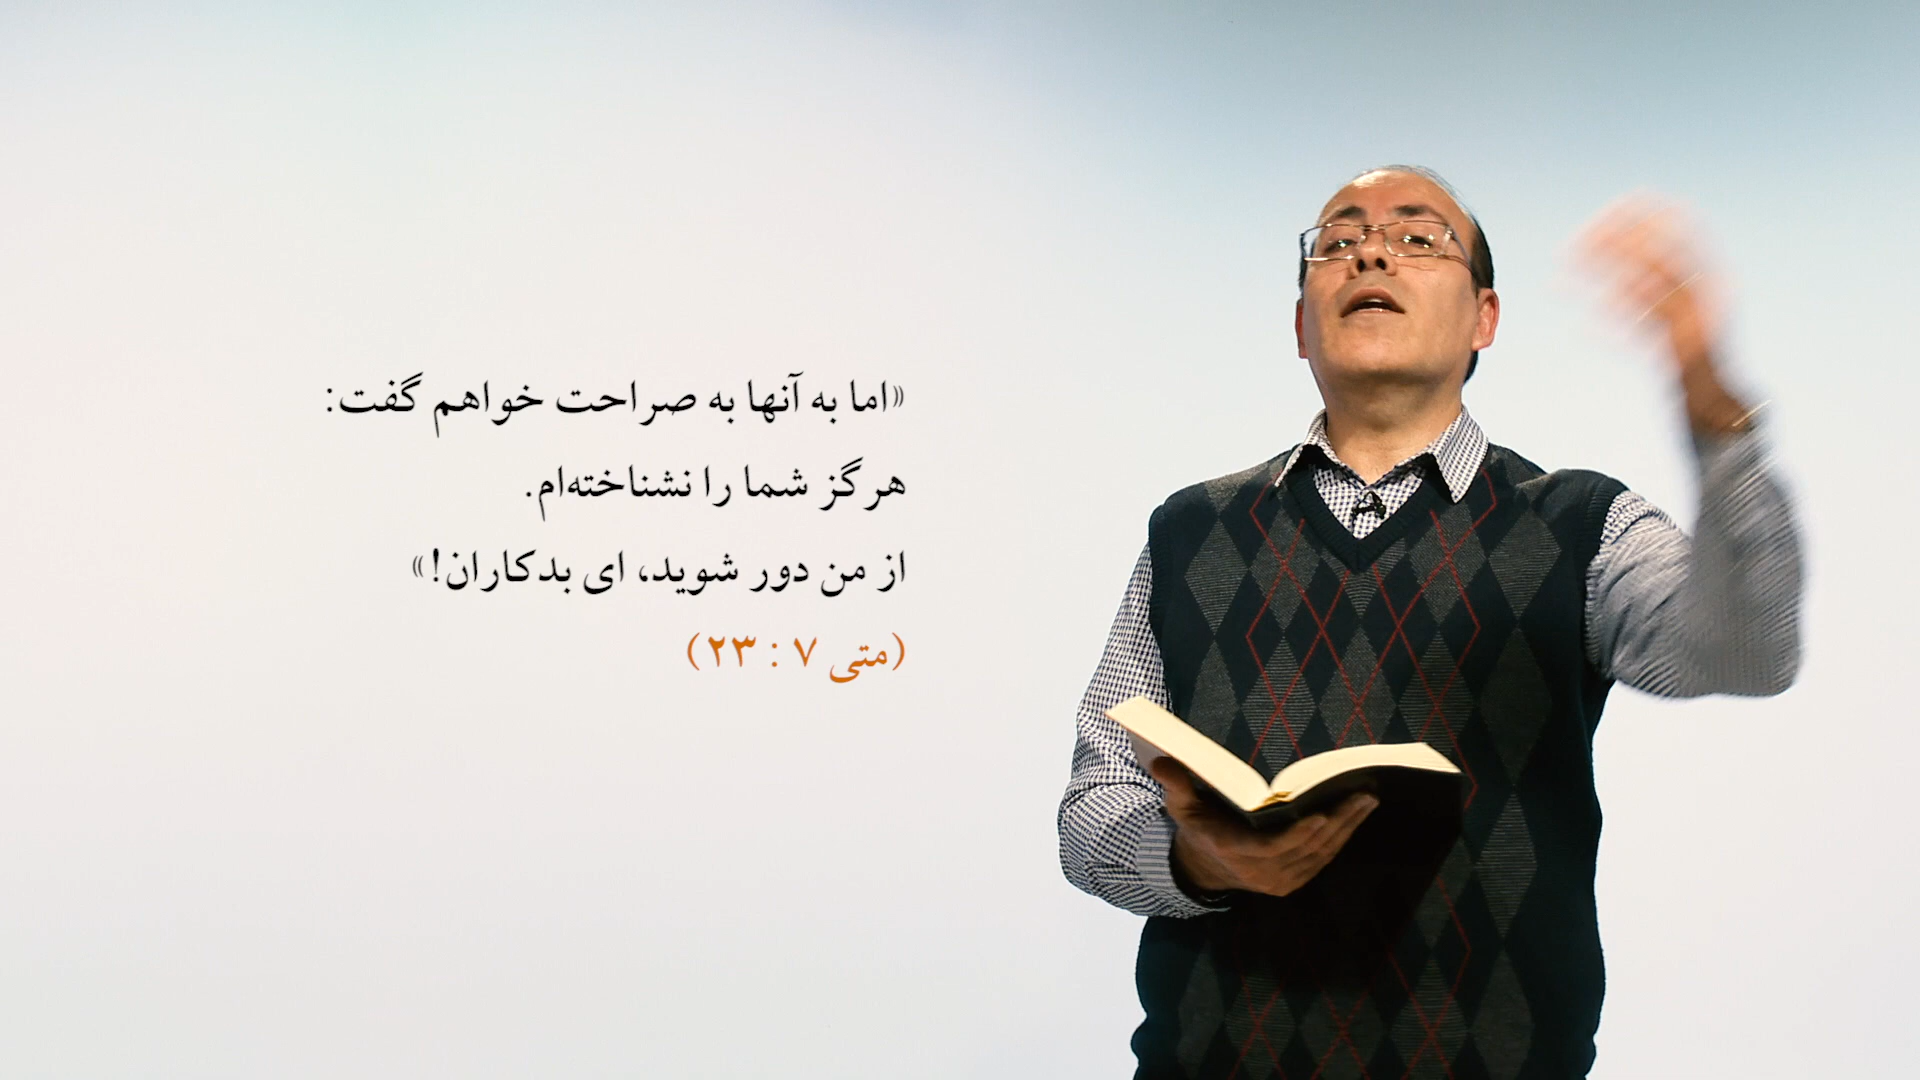 «اما به آنها به صراحت خواهم گفت:
هرگز شما را نشناخته‌ام.
از من دور شوید، ای بدکاران!»
(متی ۷ : ۲۳)